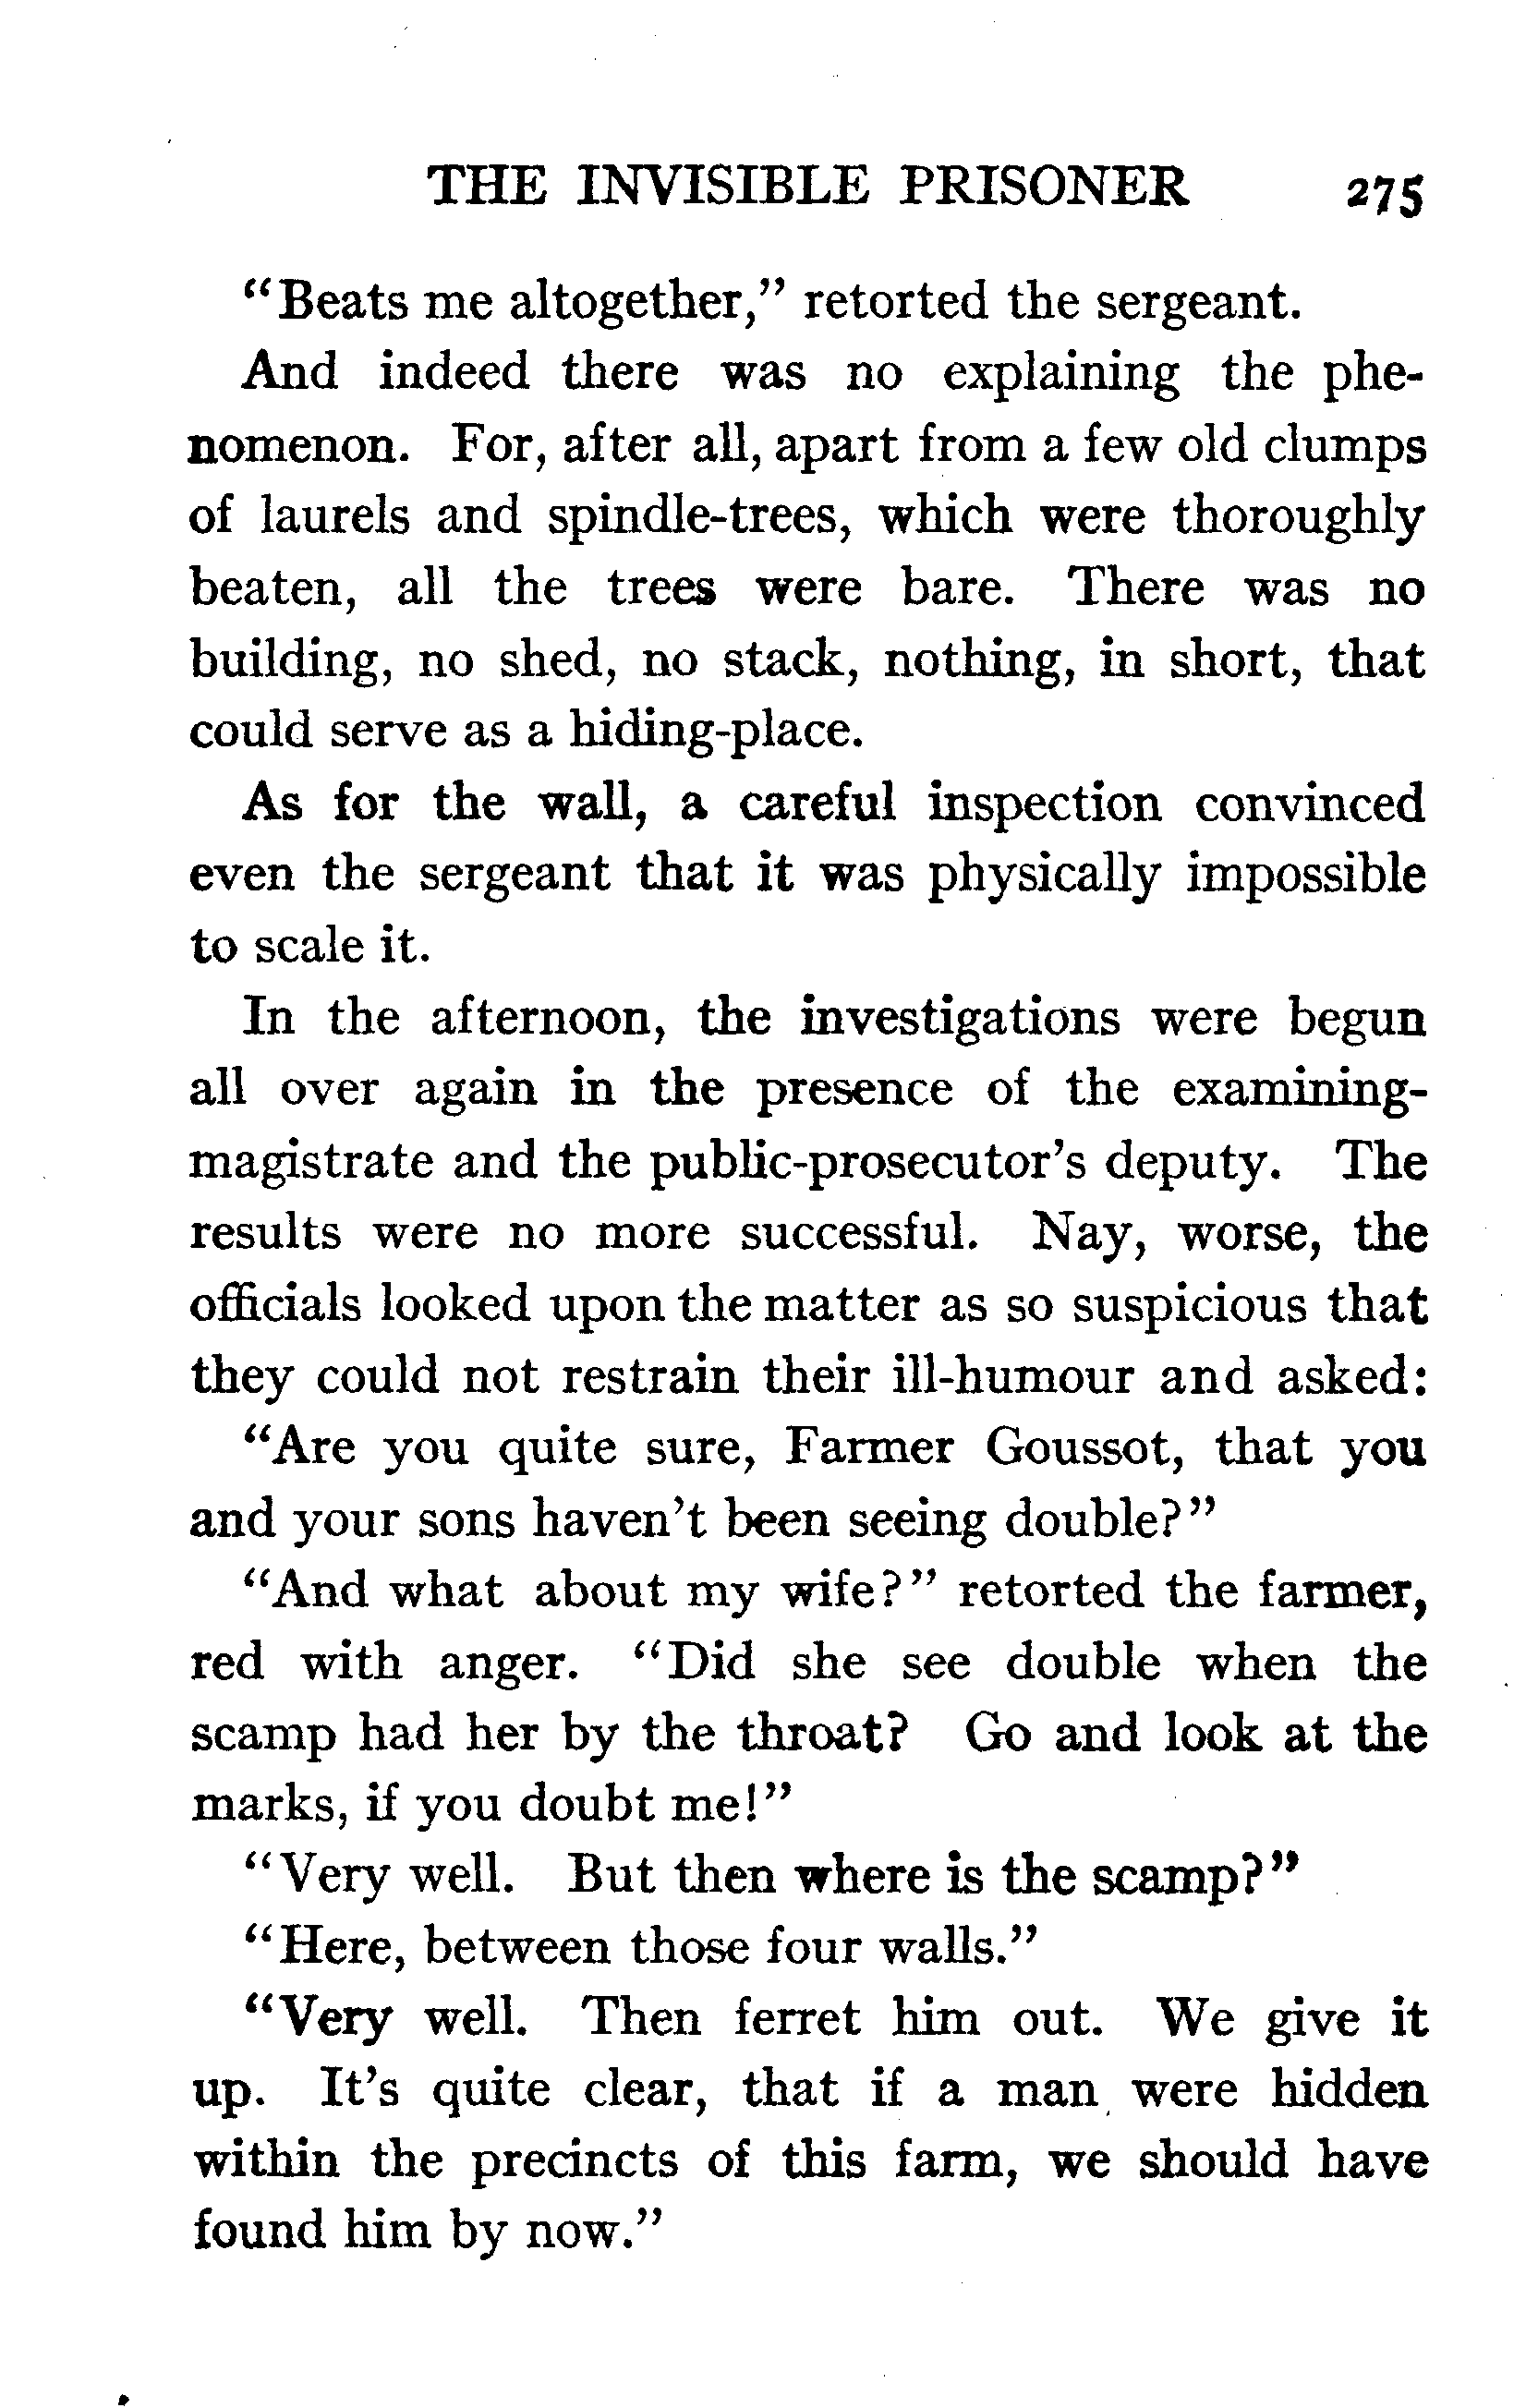 THE INVISIBLE PRISONER 275
"Beats me altogether," retorted the sergeant.
And indeed there was no explaining the phe-
nomenon. For, after all, apart from a few old clumps
of laurels and spindle-trees, which were thoroughly
beaten, all the trees were bare. There was no
building, no shed, no stack, nothing, in short, that
could serve as a hiding-place.
As for the wall, a careful inspection convinced
even the sergeant that it was physically impossible
to scale it.
In the afternoon, the investigations were begun
all over again in the presence of the examining-
magistrate and the public-prosecutor's deputy. The
results were no more successful. Nay, worse, the
officials looked upon the matter as so suspicious that
they could not restrain their ill-humour and asked:
"Are you quite sure, Farmer Goussot, that you
and your sons haven't been seeing double?"
"And what about my wife?" retorted the farmer,
red with anger. "Did she see double when the
scamp had her by the throat? Go and look at the
marks, if you doubt me!"
"Very well. But then where is the scamp?"
"Here, between those four walls."
"Very well. Then ferret him out. We give it
up. It's quite clear, that if a man were hidden
within the precincts of this farm, we should have
found him by now."